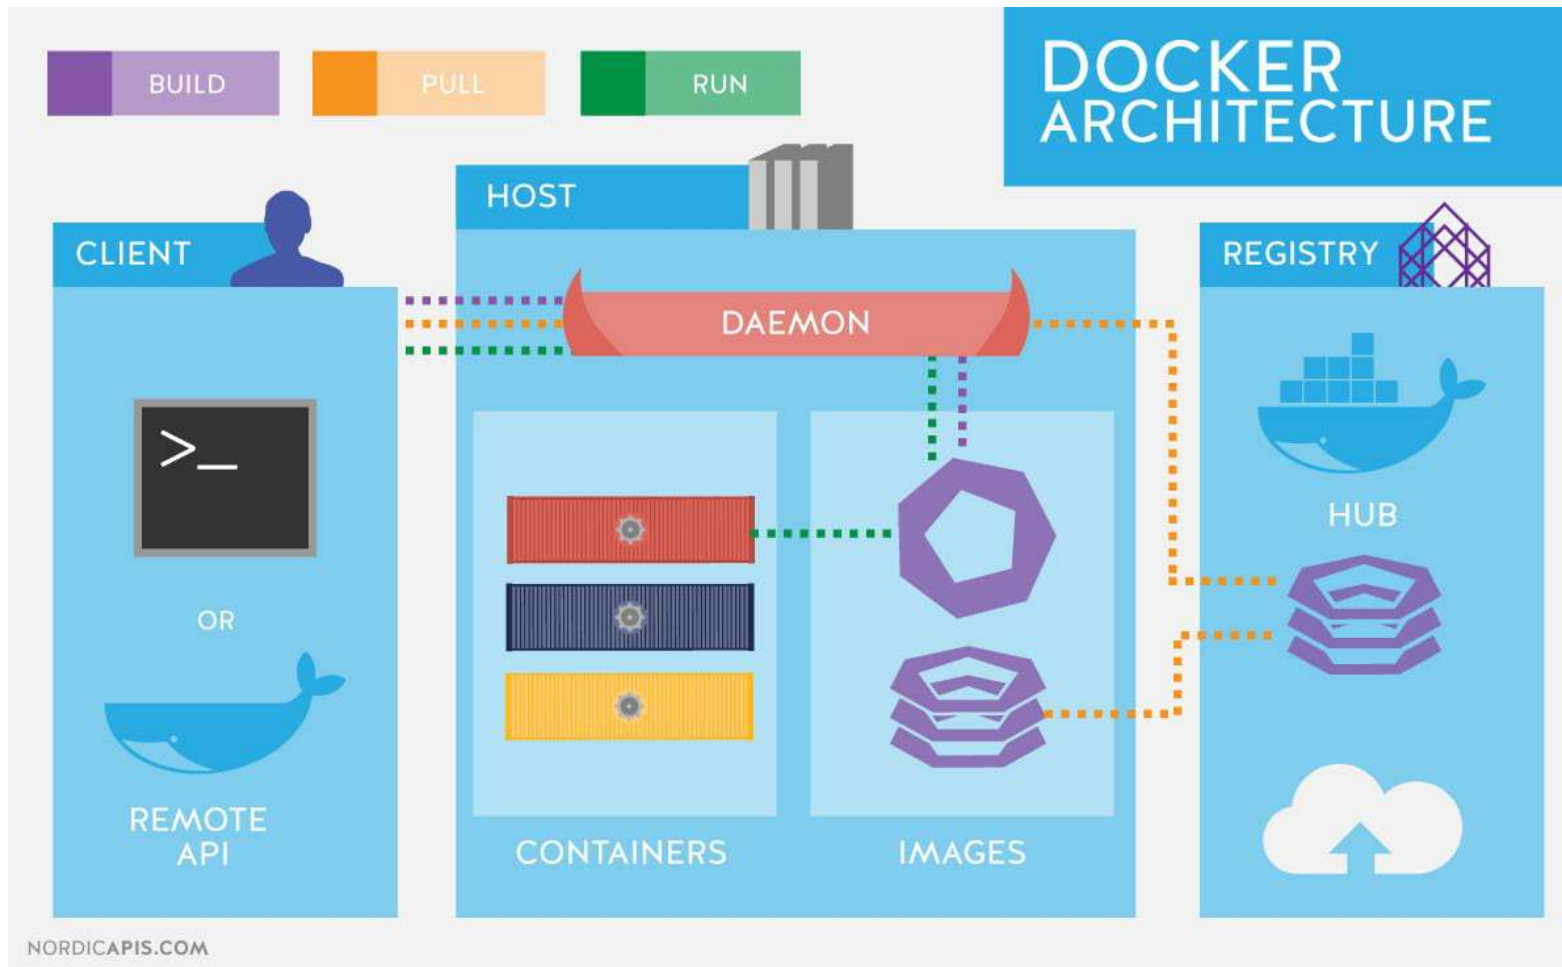 BUILD
PULL
RUN
DOCKER
ARCHITECTURE
HOST
CLIENT
REGISTRY
DAEMON
>_
HUB
OR
REMOTE
API
CONTAINERS
IMAGES
NORDICAPIS.COM